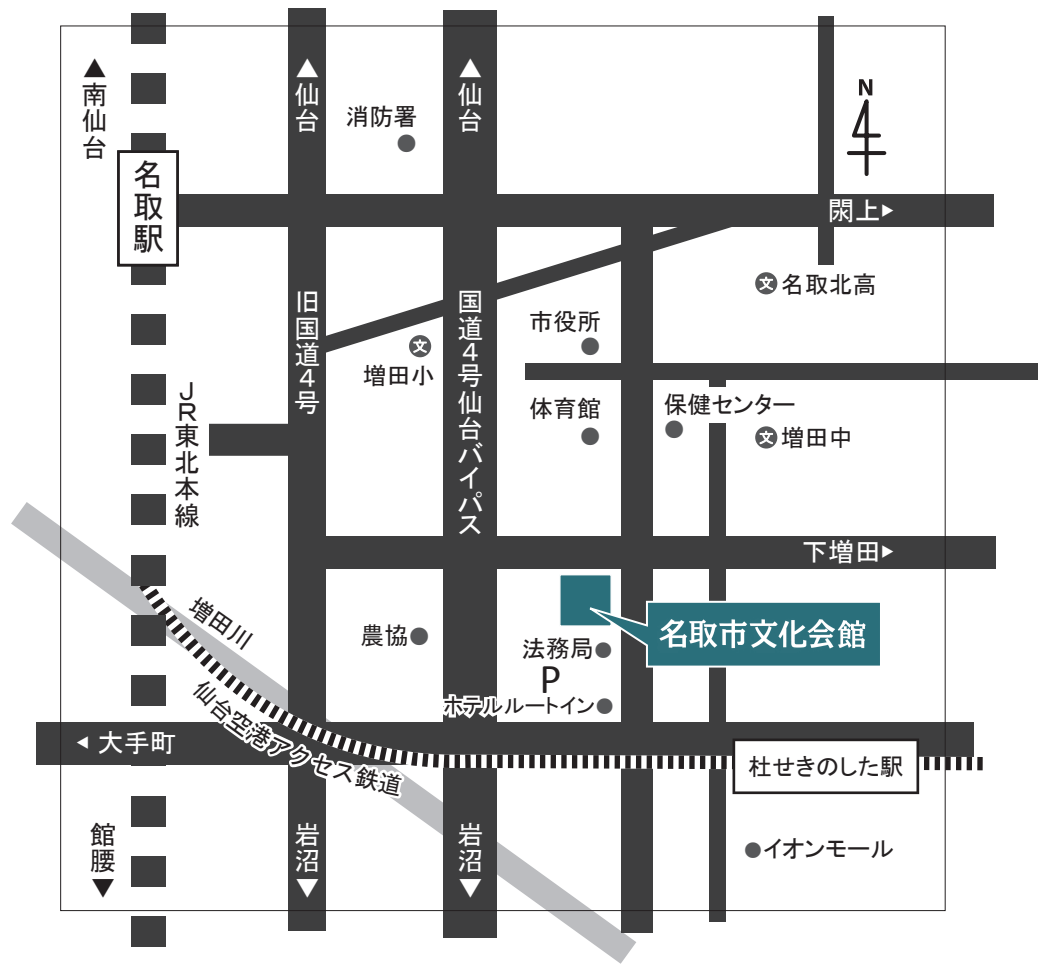 ▲南仙台
▲仙台
▲仙台
消防署
N
名取駅
閖上▶
文名取北高
旧国道4号
国道4号仙台バイパス
市役所
文
増田小
JR東北本線
体育館
保健センター
文増田中
下増田▶
増田川
農協
名取市文化会館
法務局
P
ホテルルートイン
仙台空港アクセス鉄道
◀大手町
杜せきのした駅
館腰▼
岩沼▼
岩沼▼
イオンモール